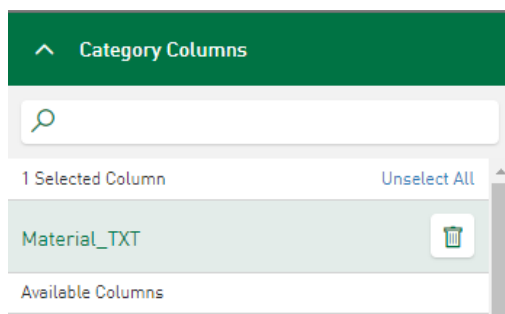 Category Columns
1 Selected Column Unselect All
Material_TXT
Available Columns